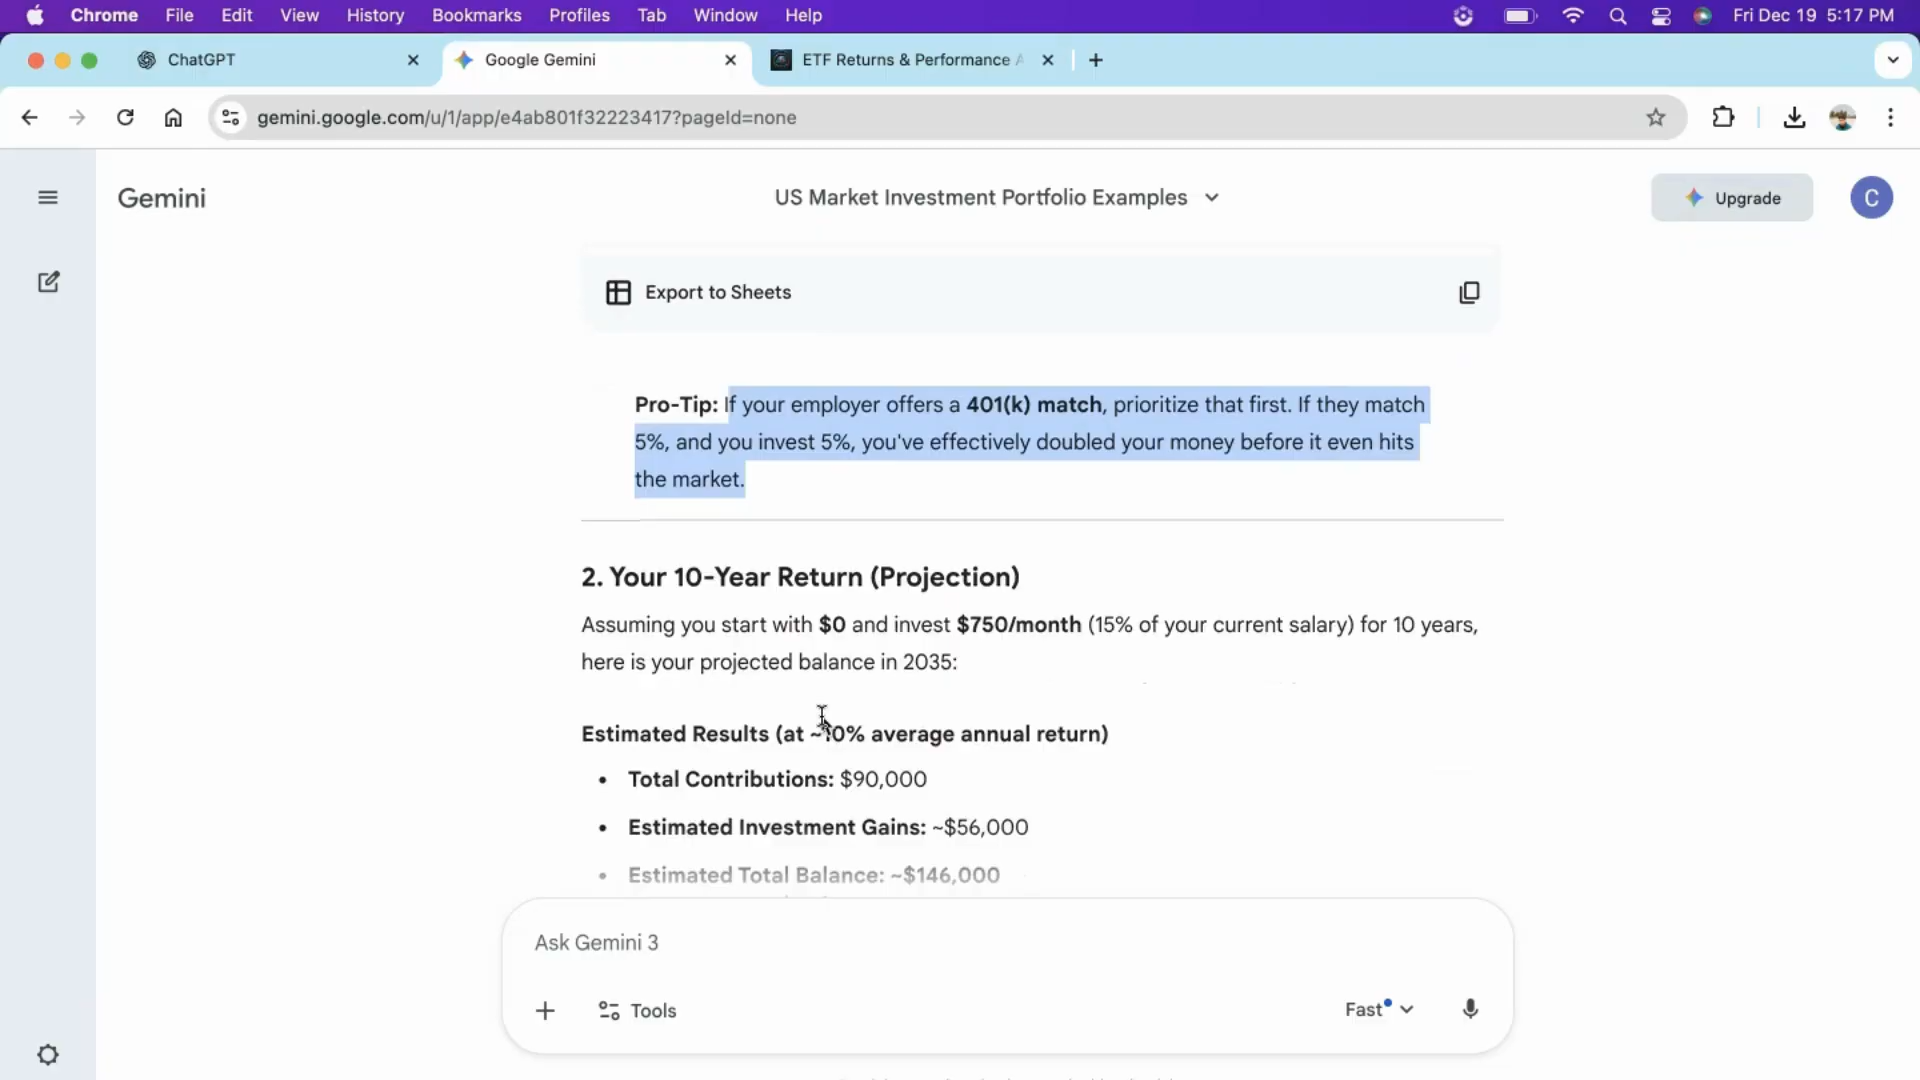 Chrome File Edit View History Bookmarks Profiles Tab Window Help Fri Dec 19 5:17 PM
ChatGPT Google Gemini ETF Returns & Performance
gemini.google.com/u/1/app/e4ab801f32223417?pageId=none
Gemini US Market Investment Portfolio Examples Upgrade C
Export to Sheets
Pro-Tip: If your employer offers a 401(k) match, prioritize that first. If they match
5%, and you invest 5%, you've effectively doubled your money before it even hits
the market.
2. Your 10-Year Return (Projection)
Assuming you start with $0 and invest $750/month (15% of your current salary) for 10 years,
here is your projected balance in 2035:
Estimated Results (at ~10% average annual return)
• Total Contributions: $90,000
• Estimated Investment Gains: ~$56,000
• Estimated Total Balance: ~$146,000
Ask Gemini 3
Tools Fast